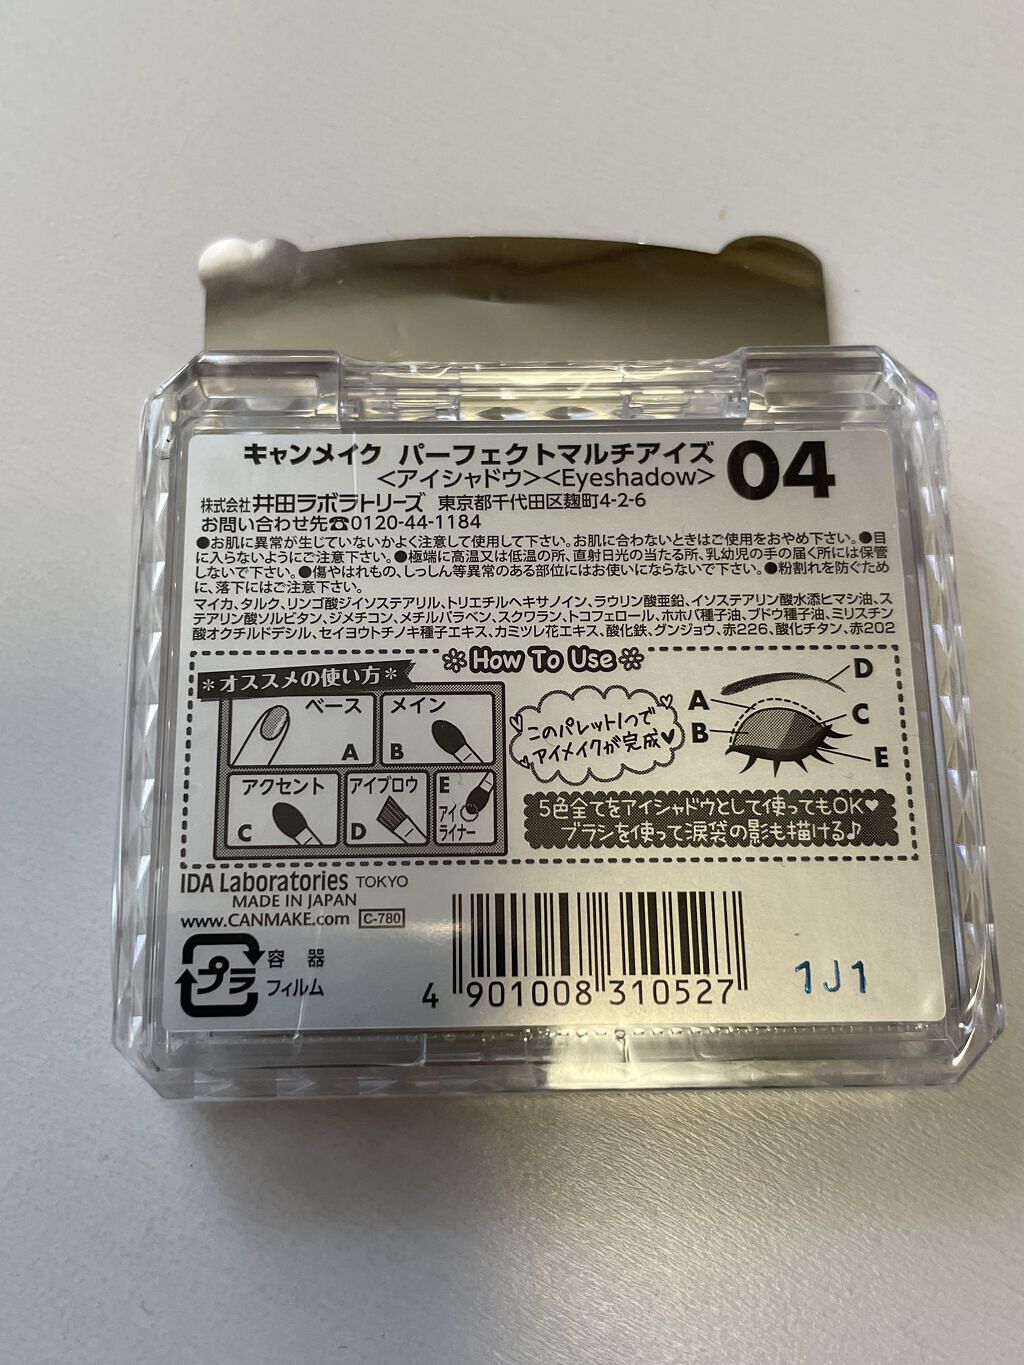 キャンメイク パーフェクトマルチアイズ 04
<アイシャドウ><Eyeshadow>
株式会社 井田ラボラトリーズ 東京都千代田区麹町4-2-6
お問い合わせ先☎0120-44-1184
●お肌に異常が生じていないかよく注意して使用して下さい。お肌に合わないときはご使用をおやめ下さい。●目
に入らないようにご注意下さい。●極端に高温又は低温の所、直射日光の当たる所、乳幼児の手の届く所には保管
しないで下さい。●傷やはれもの、しっしん等異常のある部位にはお使いにならないで下さい。●粉割れを防ぐため
に、落下にはご注意下さい。
マイカ、タルク、リンゴ酸ジイソステアリル、トリエチルヘキサノイン、ラウリン酸亜鉛、イソステアリン酸水添ヒマシ油、ス
テアリン酸ソルビタン、ジメチコン、メチルパラベン、スクワラン、トコフェロール、ホホバ種子油、ブドウ種子油、ミリスチン
酸オクチルドデシル、セイヨウトチノキ種子エキス、カミツレ花エキス、酸化鉄、グンジョウ、赤226、酸化チタン、赤202
How To Use
*オススメの使い方*
ベース
A
メイン
B
アクセント
C
アイブロウ
D
E
アイ
ライナー
このパレット1つで
アイメイクが完成♥
A
B
D
C
E
5色全てをアイシャドウとして使ってもOK♥
ブラシを使って涙袋の影も描ける♪
IDA Laboratories TOKYO
MADE IN JAPAN
www.CANMAKE.com C-780
プラ
容器
フィルム
4 901008 310527
1J1